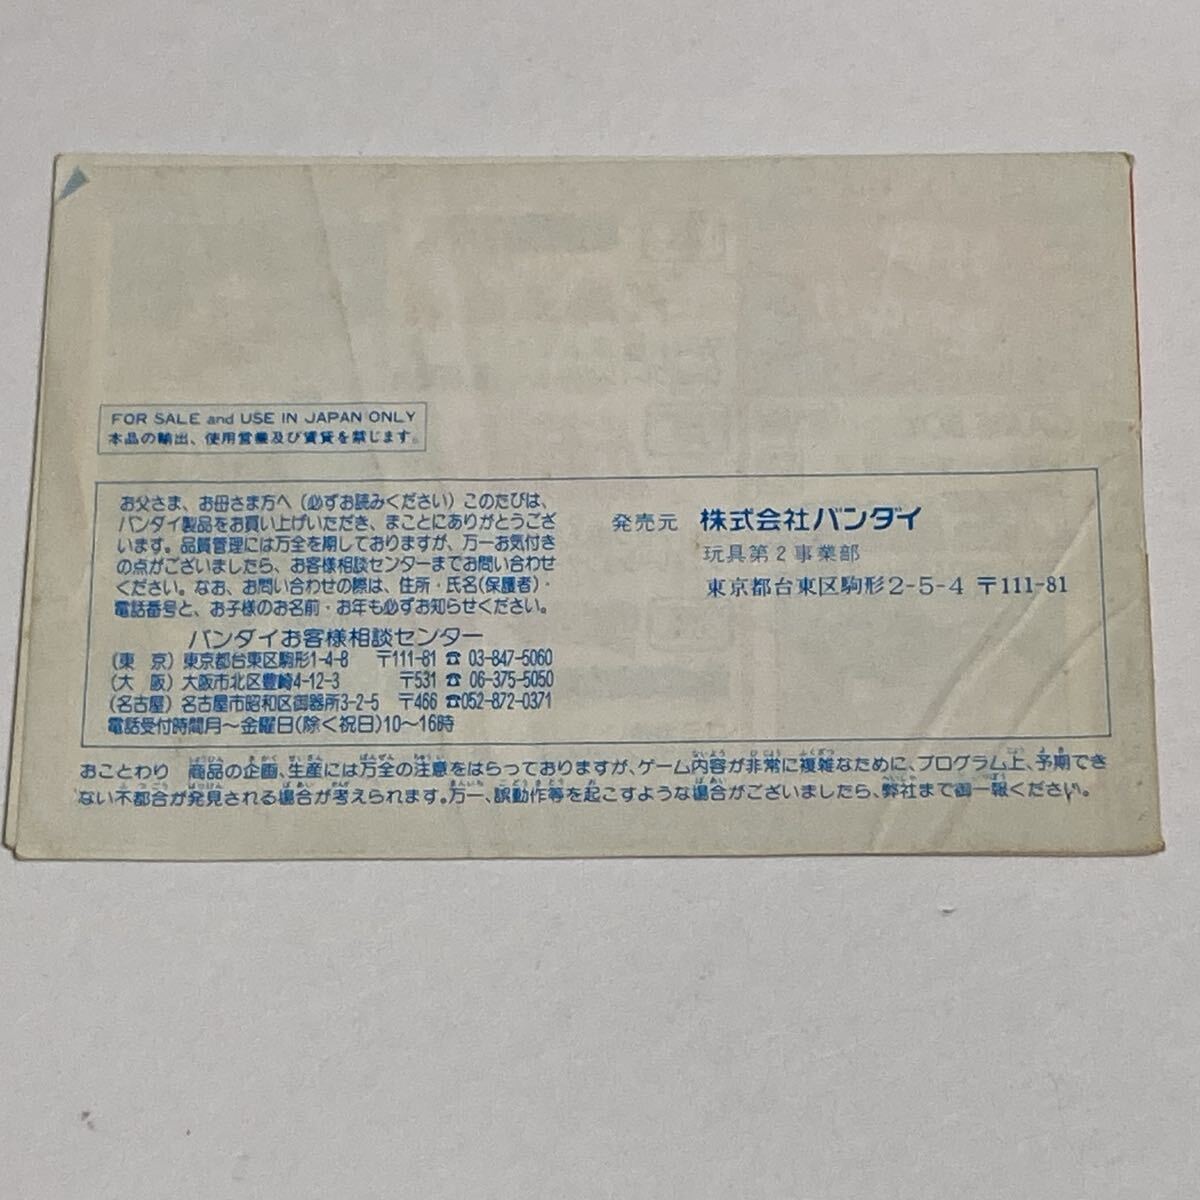 FOR SALE and USE IN JAPAN ONLY
本品の輸出、使用営業及び賃貸を禁じます。
お父さま、お母さま方へ(必ずお読みください)このたびは、
バンダイ製品をお買い上げいただき、まことにありがとうござ
います。品質管理には万全を期しておりますが、万一お気付き
の点がございましたら、お客様相談センターまでお問い合わせ
ください。なお、お問い合わせの際は、住所・氏名(保護者)・
電話番号と、お子様のお名前・お年も必ずお知らせください。
バンダイお客様相談センター
(東 京)東京都台東区駒形1-4-8 〒111-81 ☎ 03-847-5060
(大 阪)大阪市北区豊崎4-12-3 〒531 ☎ 06-375-5050
(名古屋)名古屋市昭和区御器所3-2-5 〒466 ☎052-872-0371
電話受付時間月~金曜日(除く祝日)10~16時
発売元 株式会社バンダイ
玩具第2事業部
東京都台東区駒形2-5-4 〒111-81
おことわり 商品の企画、生産には万全の注意をはらっておりますが、ゲーム内容が非常に複雑なために、プログラム上、予期でき
ない不都合が発見される場合が考えられます。万一、誤動作等を起こすような場合がございましたら、弊社まで御一報ください。